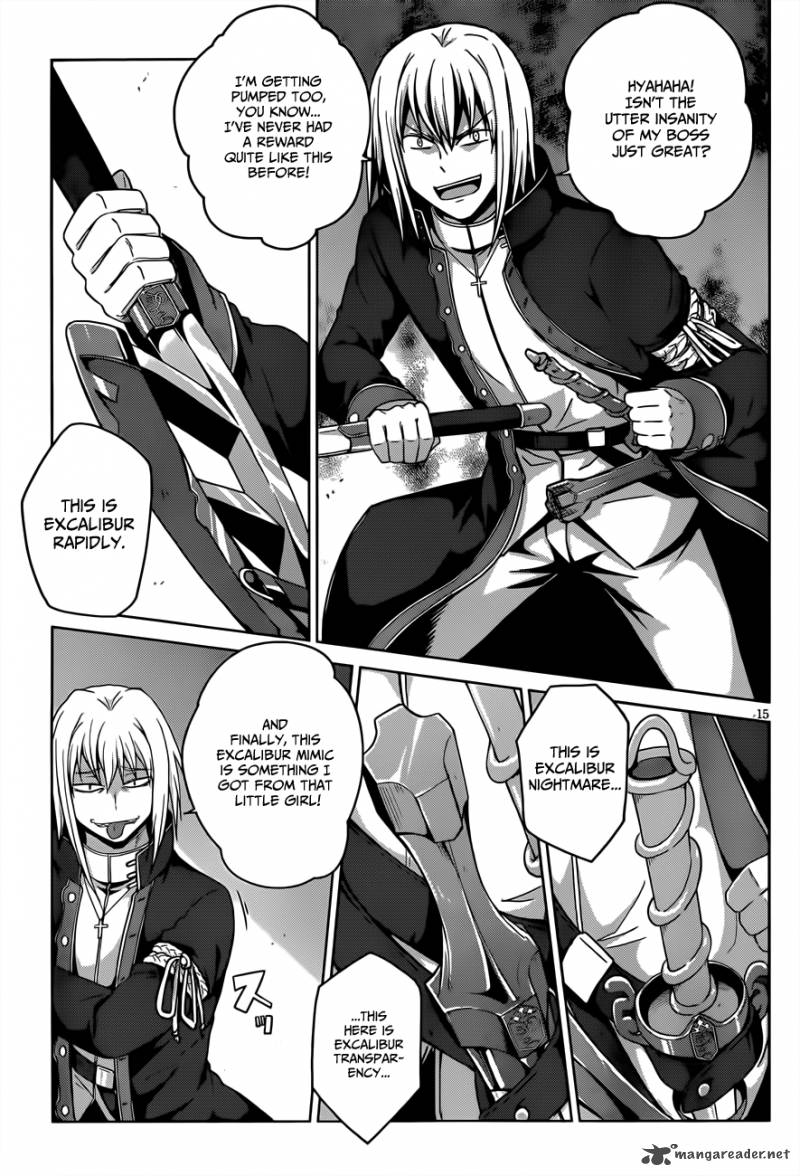 HYAHAHA!
ISN'T THE
UTTER INSANITY
OF MY BOSS
JUST GREAT?
I'M GETTING
PUMPED TOO,
YOU KNOW...
I'VE NEVER HAD
A REWARD
QUITE LIKE THIS
BEFORE!
THIS IS
EXCALIBUR
RAPIDLY.
15
THIS IS
EXCALIBUR
NIGHTMARE...
...THIS
HERE IS
EXCALIBUR
TRANSPAR-
ENCY...
AND
FINALLY, THIS
EXCALIBUR MIMIC
IS SOMETHING I
GOT FROM THAT
LITTLE GIRL!
スッ
mangareader.net